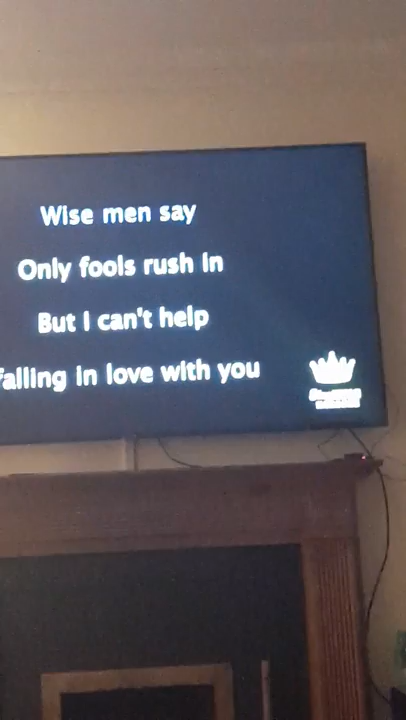 Wise men say
Only fools rush in
But I can't help
Falling in love with you